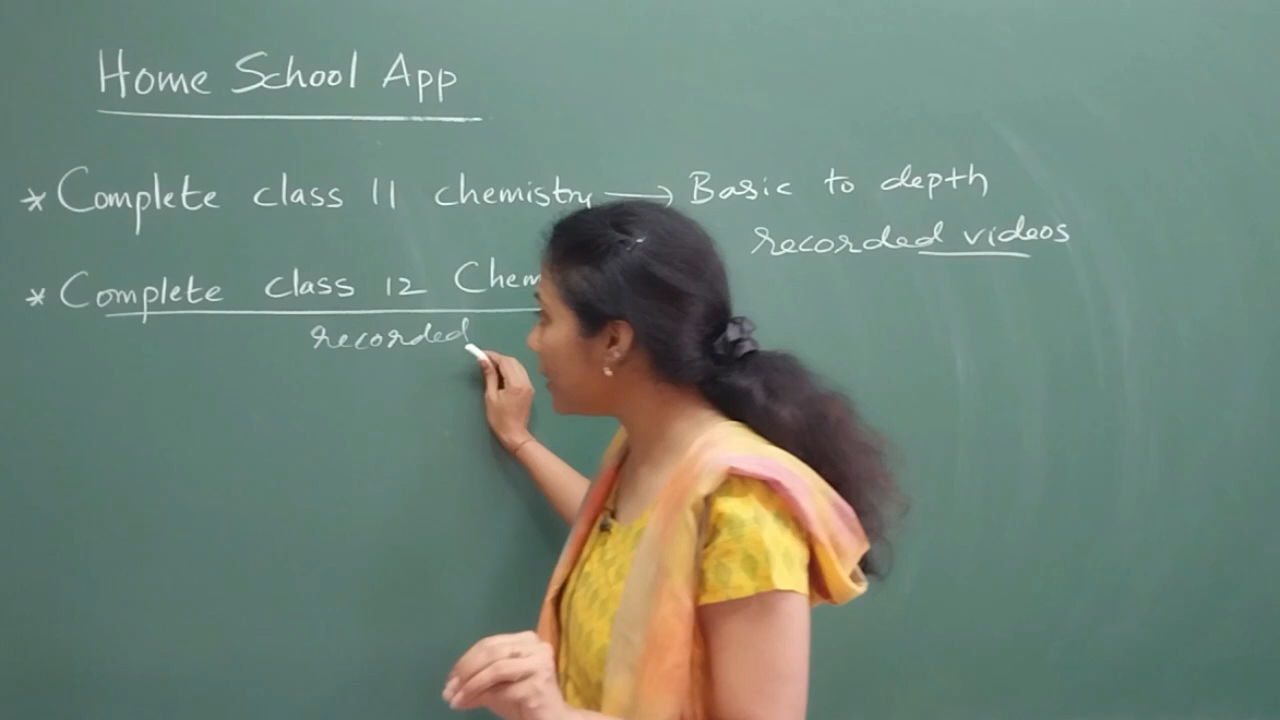 Home School App
* Complete class 11 chemistry → Basic to depth
recorded videos
* Complete class 12 Chem
recorded